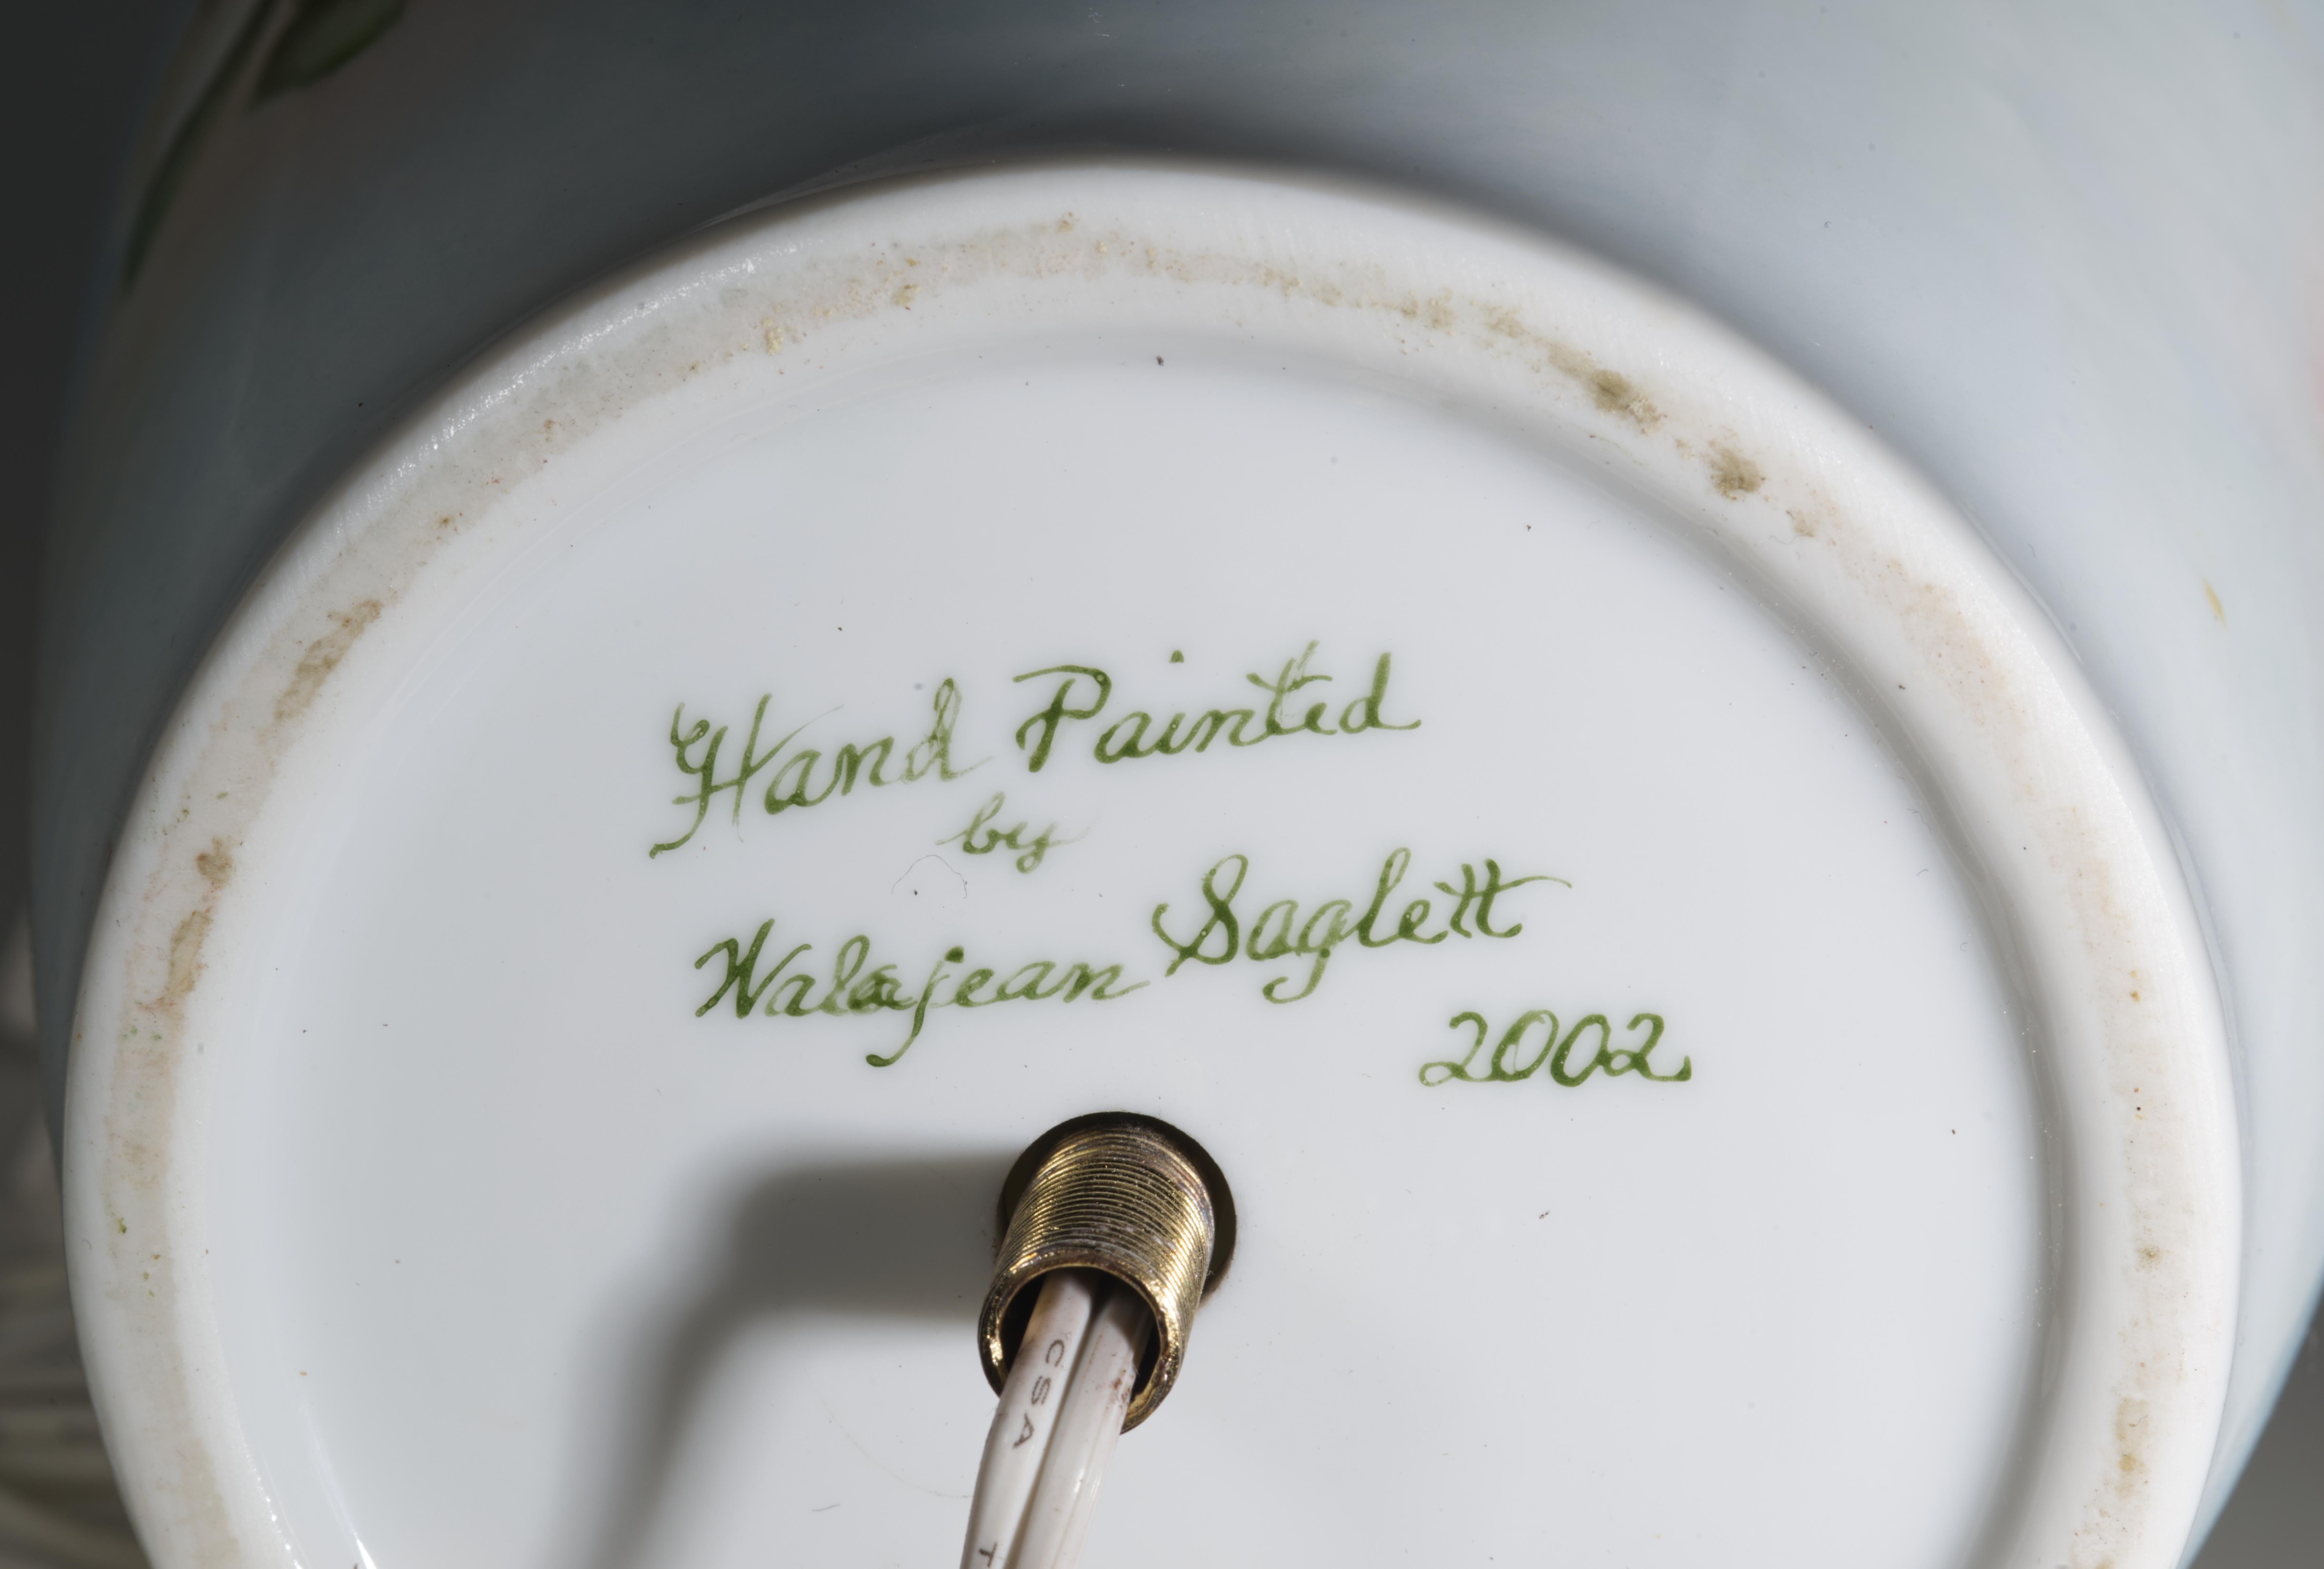 Hand Painted
by
Walajean Saglett
2002
CSA
T